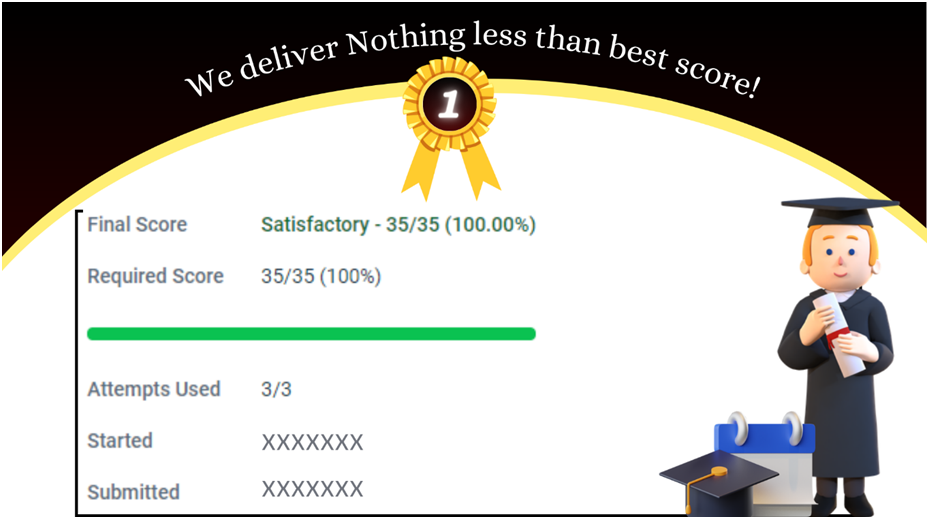 We deliver Nothing less than best score!
1
Final Score Satisfactory - 35/35 (100.00%)
Required Score 35/35 (100%)
Attempts Used 3/3
Started XXXXXXX
Submitted XXXXXXX